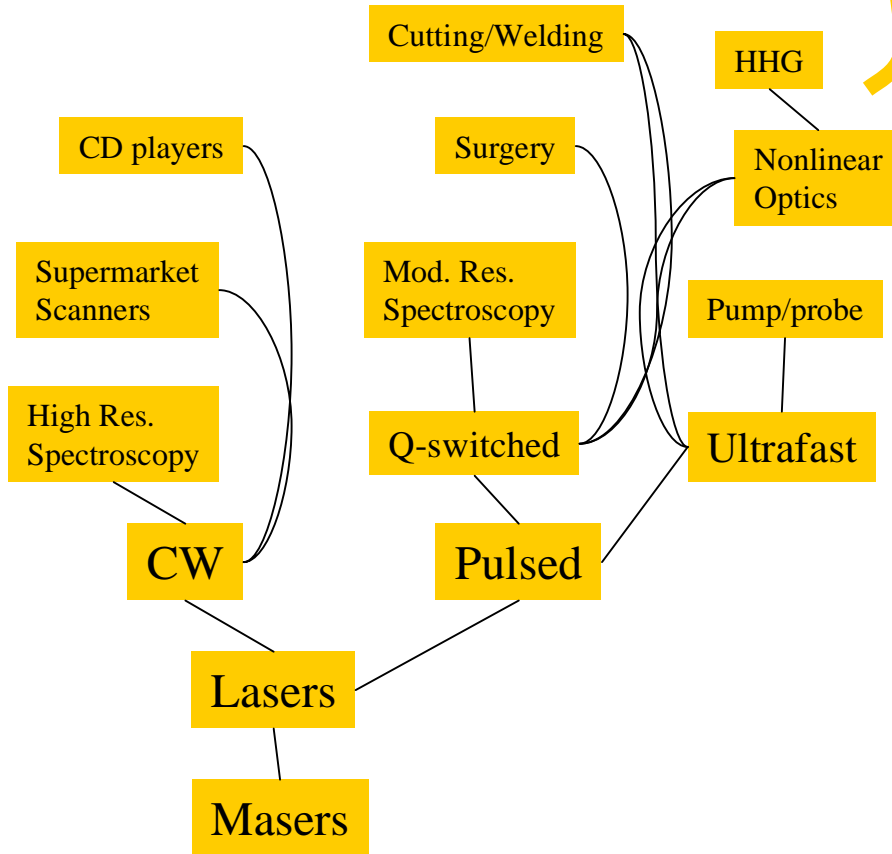 Cutting/Welding
HHG
CD players
Surgery
Nonlinear
Optics
Supermarket
Scanners
Mod. Res.
Spectroscopy
Pump/probe
High Res.
Spectroscopy
Q-switched
Ultrafast
CW
Pulsed
Lasers
Masers